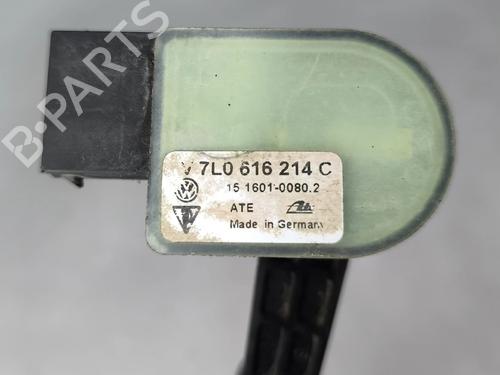 B-PARTS
V 7L0 616 214 C
15 1601-0080.2
ATE
Made in Germany